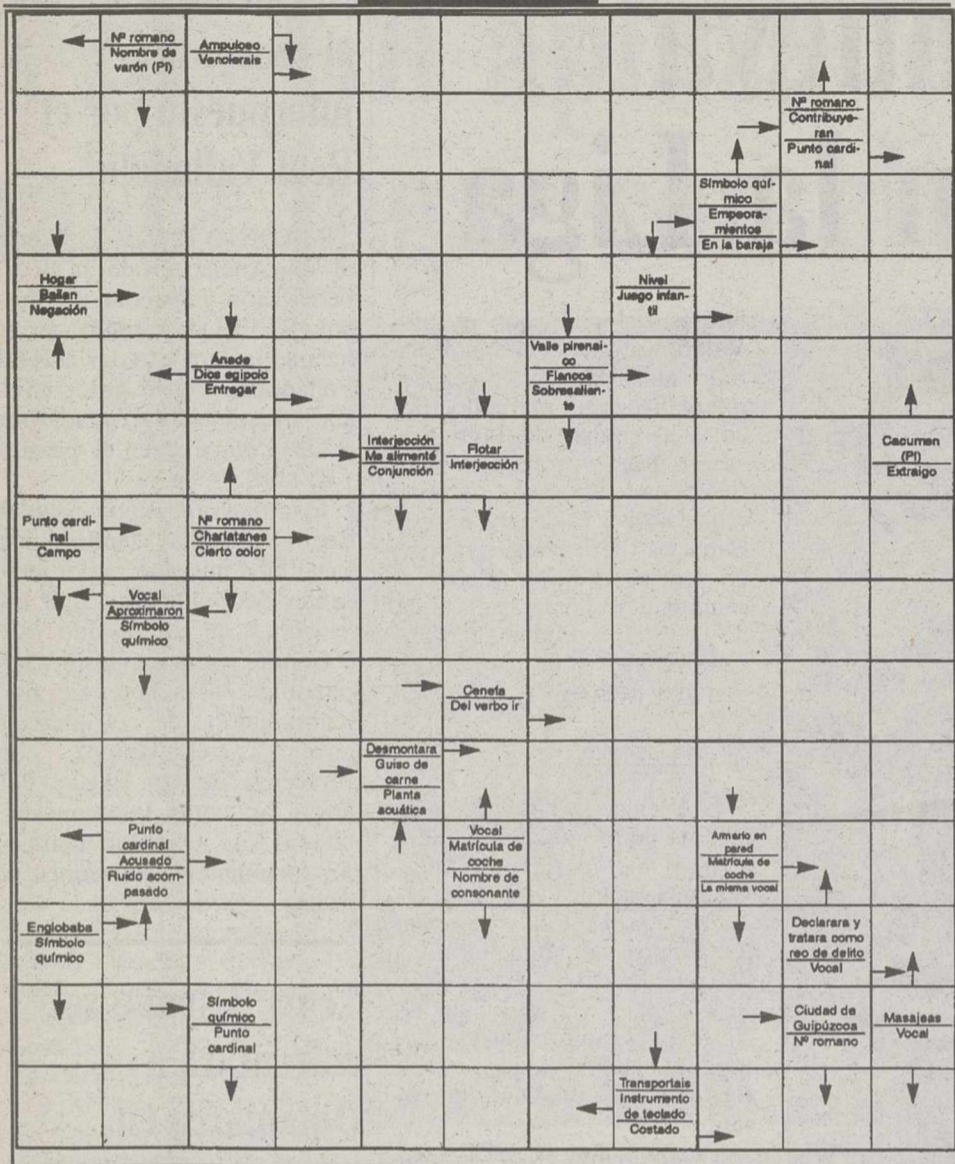 Nº romano
Nombre de
varón (Pl)
Ampuloso
Vencierais
Nº romano
Contribuye-
ran
Punto cardi-
nal
Símbolo quí-
mico
Empeora-
mientos
En la baraja
Hogar
Bailan
Negación
Nivel
Juego infan-
til
Ánade
Dios egipcio
Entregar
Valle pirenai-
co
Flancos
Sobresalien-
te
Interjección
Me alimenté
Conjunción
Flotar
Interjección
Cacumen
(Pl)
Extraigo
Punto cardi-
nal
Campo
Nº romano
Charlatanes
Cierto color
Vocal
Aproximaron
Símbolo
químico
Cenefa
Del verbo ir
Desmontara
Guiso de
carne
Planta
acuática
Punto
cardinal
Acusado
Ruido acom-
pasado
Vocal
Matrícula de
coche
Nombre de
consonante
Armario en
pared
Matrícula de
coche
La misma vocal
Englobaba
Símbolo
químico
Declarara y
tratara como
reo de delito
Vocal
Símbolo
químico
Punto
cardinal
Ciudad de
Guipúzcoa
Nº romano
Masajeas
Vocal
Transportais
Instrumento
de teclado
Costado